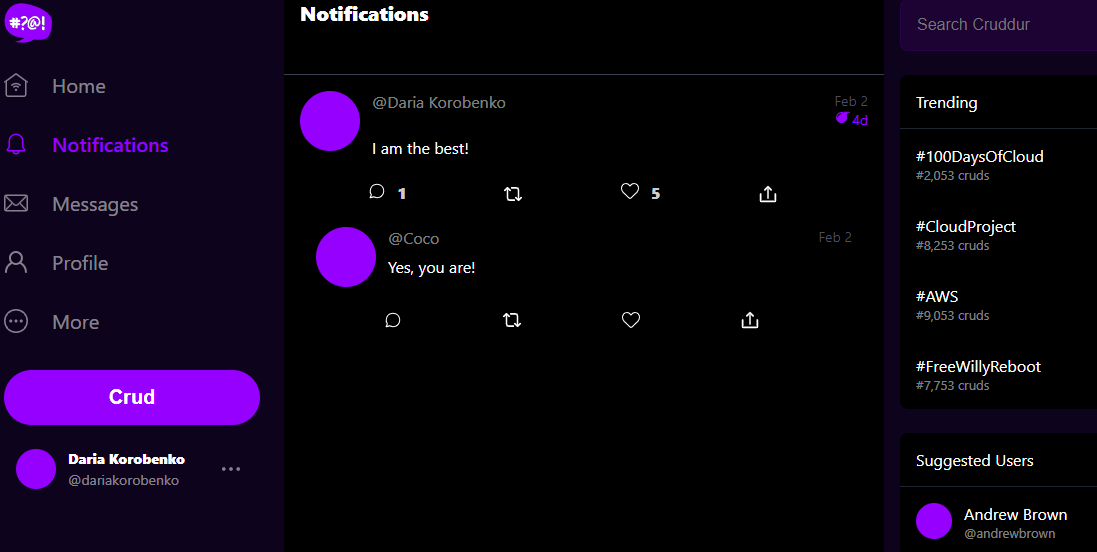 #?@!
Home
Notifications
Messages
Profile
More
Crud
Daria Korobenko
@dariakorobenko
Notifications
@Daria Korobenko
Feb 2
4d
I am the best!
1
5
@Coco
Feb 2
Yes, you are!
Search Cruddur
Trending
#100DaysOfCloud
#2,053 cruds
#CloudProject
#8,253 cruds
#AWS
#9,053 cruds
#FreeWillyReboot
#7,753 cruds
Suggested Users
Andrew Brown
@andrewbrown